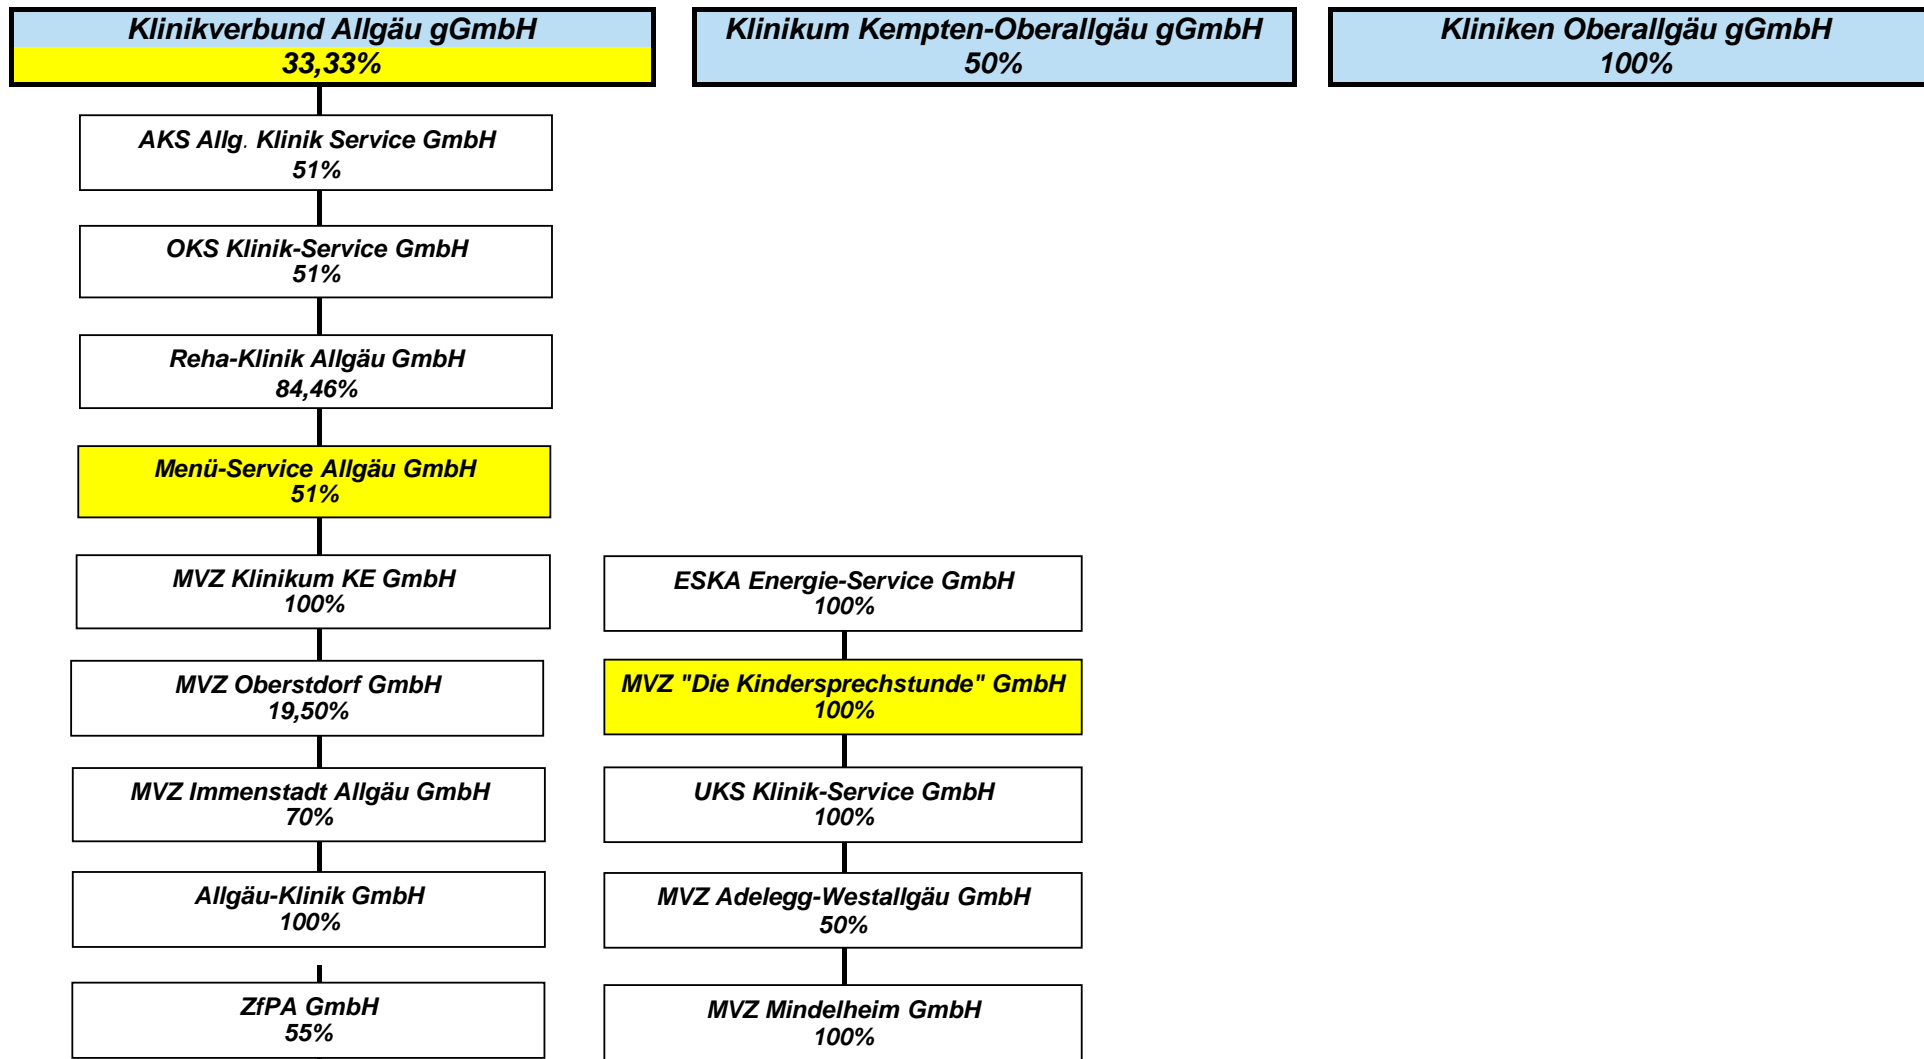 Klinikverbund Allgäu gGmbH
33,33%
Klinikum Kempten-Oberallgäu gGmbH
50%
Kliniken Oberallgäu gGmbH
100%
AKS Allg. Klinik Service GmbH
51%
OKS Klinik-Service GmbH
51%
Reha-Klinik Allgäu GmbH
84,46%
Menü-Service Allgäu GmbH
51%
MVZ Klinikum KE GmbH
100%
MVZ Oberstdorf GmbH
19,50%
MVZ Immenstadt Allgäu GmbH
70%
Allgäu-Klinik GmbH
100%
ZfPA GmbH
55%
ESKA Energie-Service GmbH
100%
MVZ "Die Kindersprechstunde" GmbH
100%
UKS Klinik-Service GmbH
100%
MVZ Adelegg-Westallgäu GmbH
50%
MVZ Mindelheim GmbH
100%